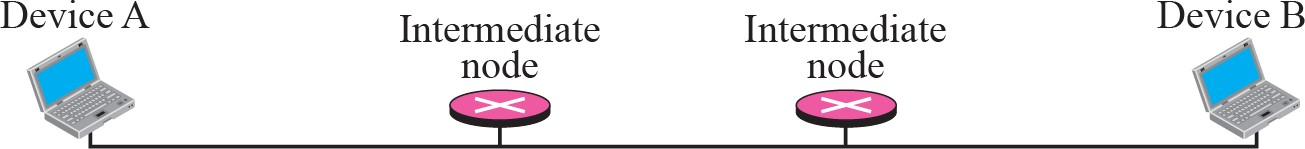 Device A
Intermediate
node
Intermediate
node
Device B